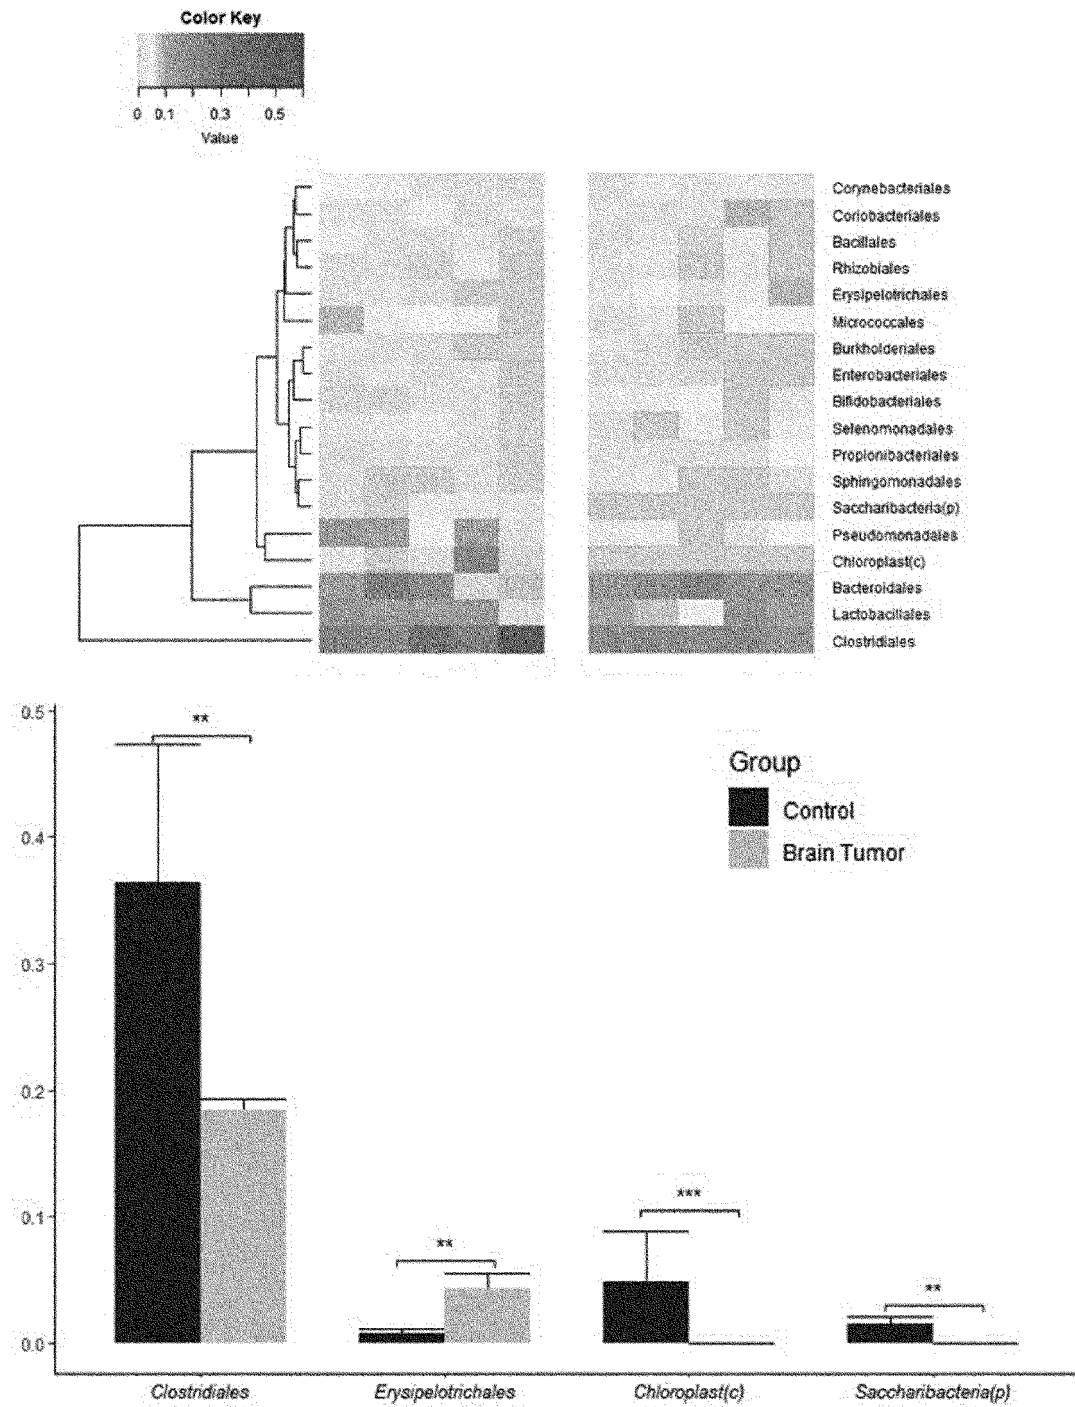 Color Key
0 0.1 0.3 0.5
Value
Corynebacteriales
Coriobacteriales
Bacillales
Rhizobiales
Erysipelotrichales
Micrococcales
Burkholderiales
Enterobacteriales
Bifidobacteriales
Selenomonadales
Propionibacteriales
Sphingomonadales
Saccharibacteria(p)
Pseudomonadales
Chloroplast(c)
Bacteroidales
Lactobacillales
Clostridiales
0.5
**
Group
Control
0.4
Brain Tumor
0.3
0.2
***
0.1
**
**
0.0
Clostridiales Erysipelotrichales Chloroplast(c) Saccharibacteria(p)